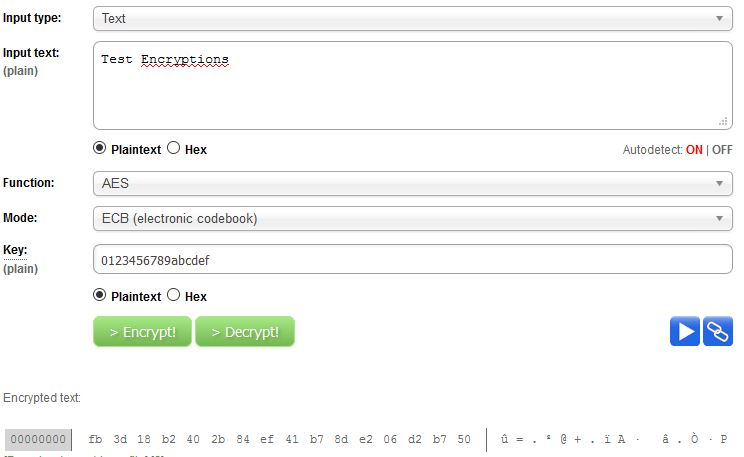 Input type: Text
Input text: Test Encryptions
(plain)
Plaintext Hex Autodetect: ON | OFF
Function: AES
Mode: ECB (electronic codebook)
Key: 0123456789abcdef
(plain)
Plaintext Hex
> Encrypt! > Decrypt!
Encrypted text:
00000000 fb 3d 18 b2 40 2b 84 ef 41 b7 8d e2 06 d2 b7 50 û = . ² @ + . ï A · . â . Ò · P